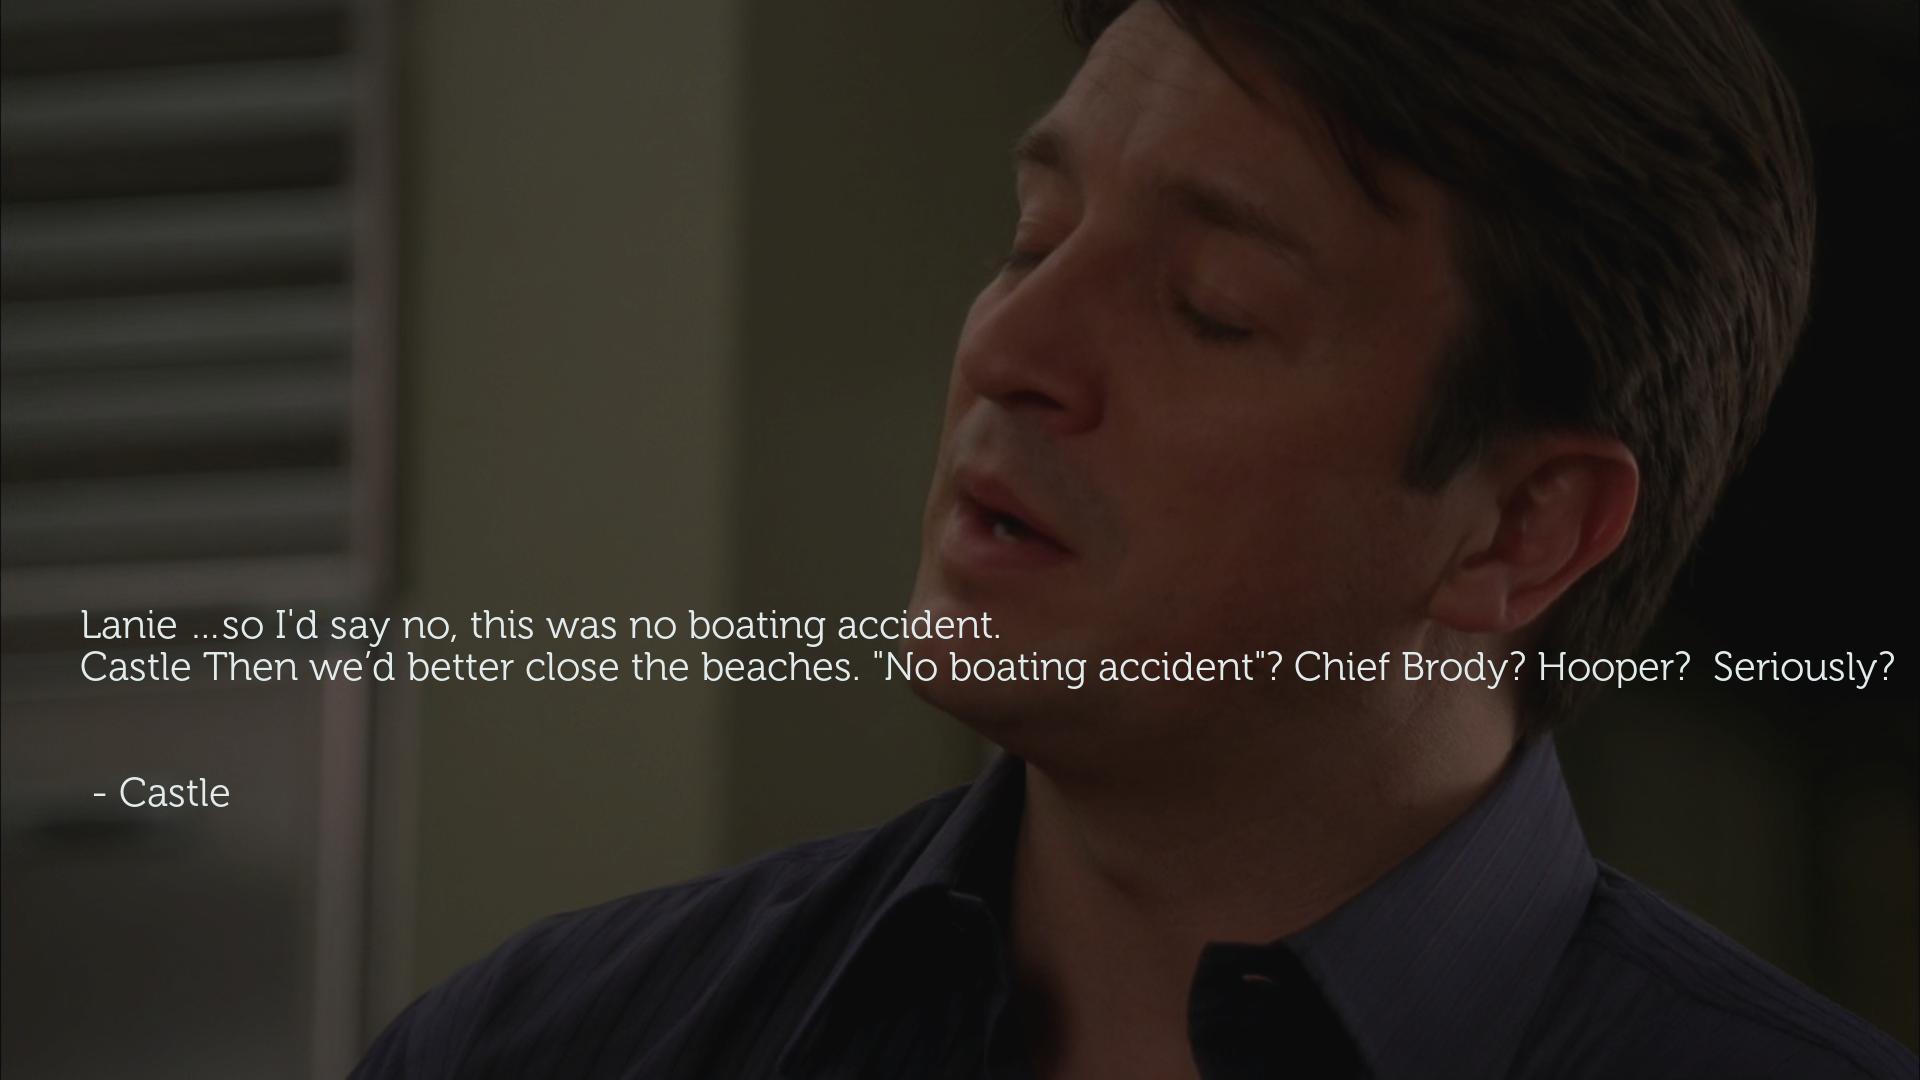 Lanie ...so I'd say no, this was no boating accident.
Castle Then we’d better close the beaches. "No boating accident"? Chief Brody? Hooper?  Seriously?
- Castle